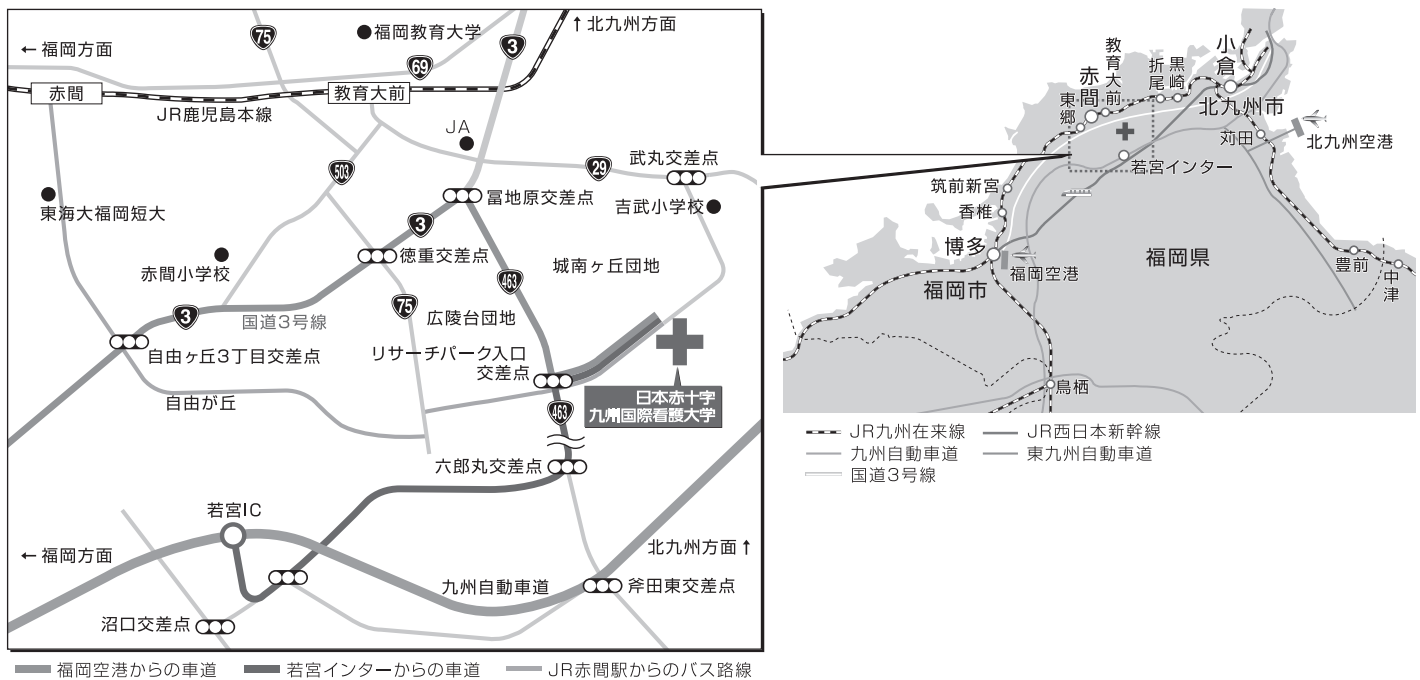 ← 福岡方面
75
福岡教育大学
3
↑ 北九州方面
69
赤間
教育大前
JR鹿児島本線
JA
503
29
武丸交差点
東海大福岡短大
冨地原交差点
吉武小学校
3
赤間小学校
徳重交差点
城南ヶ丘団地
463
3
国道3号線
75
広陵台団地
自由ヶ丘3丁目交差点
リサーチパーク入口
交差点
自由が丘
日本赤十字
九州国際看護大学
463
六郎丸交差点
若宮IC
← 福岡方面
北九州方面 ↑
九州自動車道
斧田東交差点
沼口交差点
福岡空港からの車道
若宮インターからの車道
JR赤間駅からのバス路線
小倉
黒崎
折尾
教育大前
赤間
東郷
北九州市
苅田
北九州空港
若宮インター
筑前新宮
香椎
博多
福岡空港
福岡市
福岡県
豊前
中津
鳥栖
JR九州在来線
JR西日本新幹線
九州自動車道
東九州自動車道
国道3号線